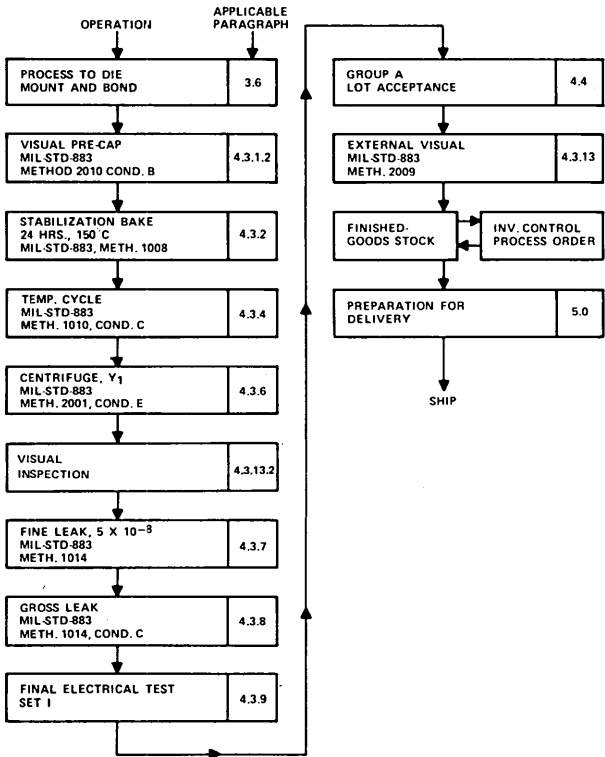 OPERATION
APPLICABLE
PARAGRAPH
PROCESS TO DIE
MOUNT AND BOND
3.6
VISUAL PRE-CAP
MIL-STD-883
METHOD 2010 COND. B
4.3.1.2
STABILIZATION BAKE
24 HRS., 150°C
MIL-STD-883, METH. 1008
4.3.2
TEMP. CYCLE
MIL-STD-883
METH. 1010, COND. C
4.3.4
CENTRIFUGE, Y1
MIL-STD-883
METH. 2001, COND. E
4.3.6
VISUAL
INSPECTION
4.3.13.2
FINE LEAK, 5 X 10−8
MIL-STD-883
METH. 1014
4.3.7
GROSS LEAK
MIL-STD-883
METH. 1014, COND. C
4.3.8
FINAL ELECTRICAL TEST
SET I
4.3.9
GROUP A
LOT ACCEPTANCE
4.4
EXTERNAL VISUAL
MIL-STD-883
METH. 2009
4.3.13
FINISHED-
GOODS STOCK
INV. CONTROL
PROCESS ORDER
PREPARATION FOR
DELIVERY
5.0
SHIP